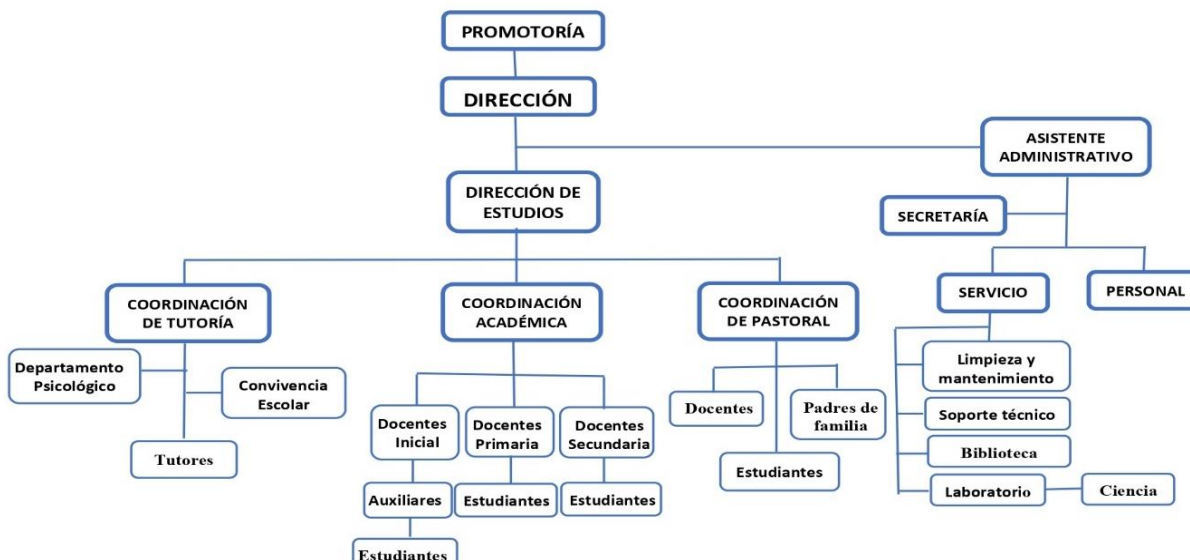 PROMOTORÍA
DIRECCIÓN
ASISTENTE
ADMINISTRATIVO
DIRECCIÓN DE
ESTUDIOS
SECRETARÍA
COORDINACIÓN
DE TUTORÍA
COORDINACIÓN
ACADÉMICA
COORDINACIÓN
DE PASTORAL
SERVICIO
PERSONAL
Departamento
Psicológico
Convivencia
Escolar
Tutores
Docentes
Inicial
Docentes
Primaria
Docentes
Secundaria
Auxiliares
Estudiantes
Estudiantes
Estudiantes
Docentes
Padres de
familia
Estudiantes
Limpieza y
mantenimiento
Soporte técnico
Biblioteca
Laboratorio
Ciencia